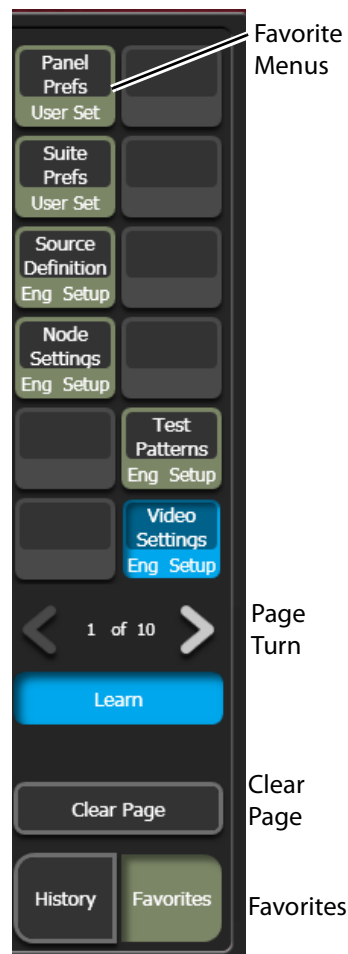 Favorite
Menus
Panel
Prefs
User Set
Suite
Prefs
User Set
Source
Definition
Eng Setup
Node
Settings
Eng Setup
Test
Patterns
Eng Setup
Video
Settings
Eng Setup
1 of 10
Page
Turn
Learn
Clear Page
Clear
Page
History
Favorites
Favorites